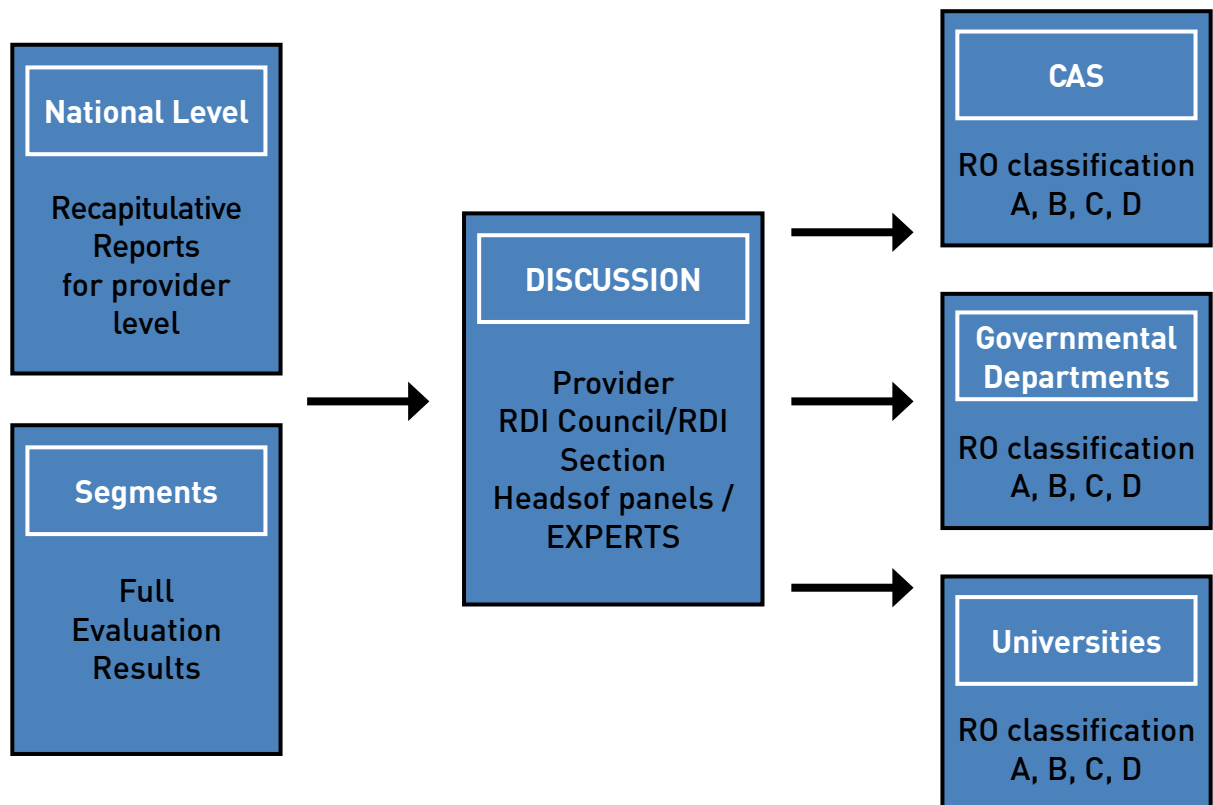 National Level
Recapitulative
Reports
for provider
level
Segments
Full
Evaluation
Results
DISCUSSION
Provider
RDI Council/RDI
Section
Headsof panels /
EXPERTS
CAS
RO classification
A, B, C, D
Governmental
Departments
RO classification
A, B, C, D
Universities
RO classification
A, B, C, D